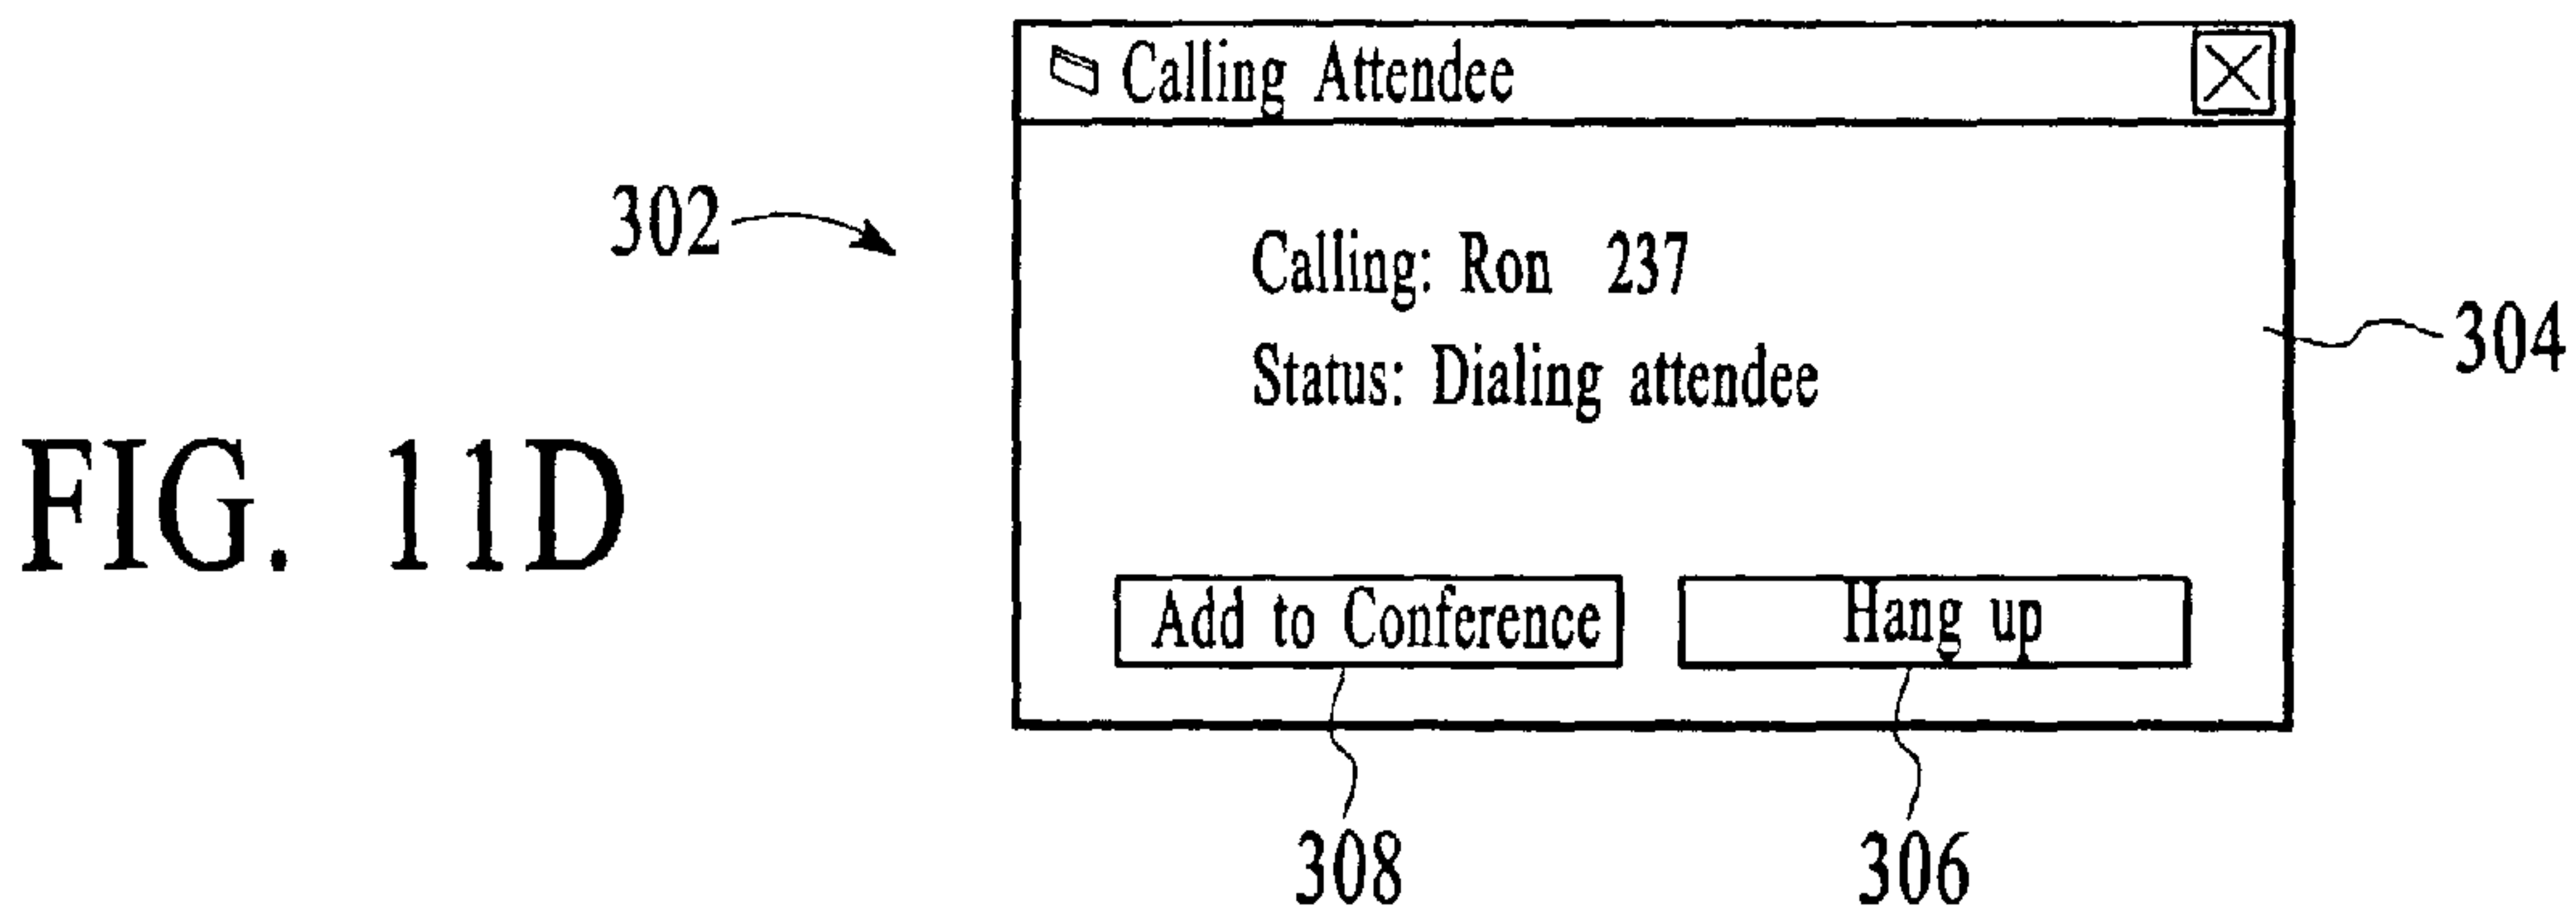 Calling Attendee
302
Calling: Ron 237
304
Status: Dialing attendee
FIG. 11D
Add to Conference
Hang up
308
306